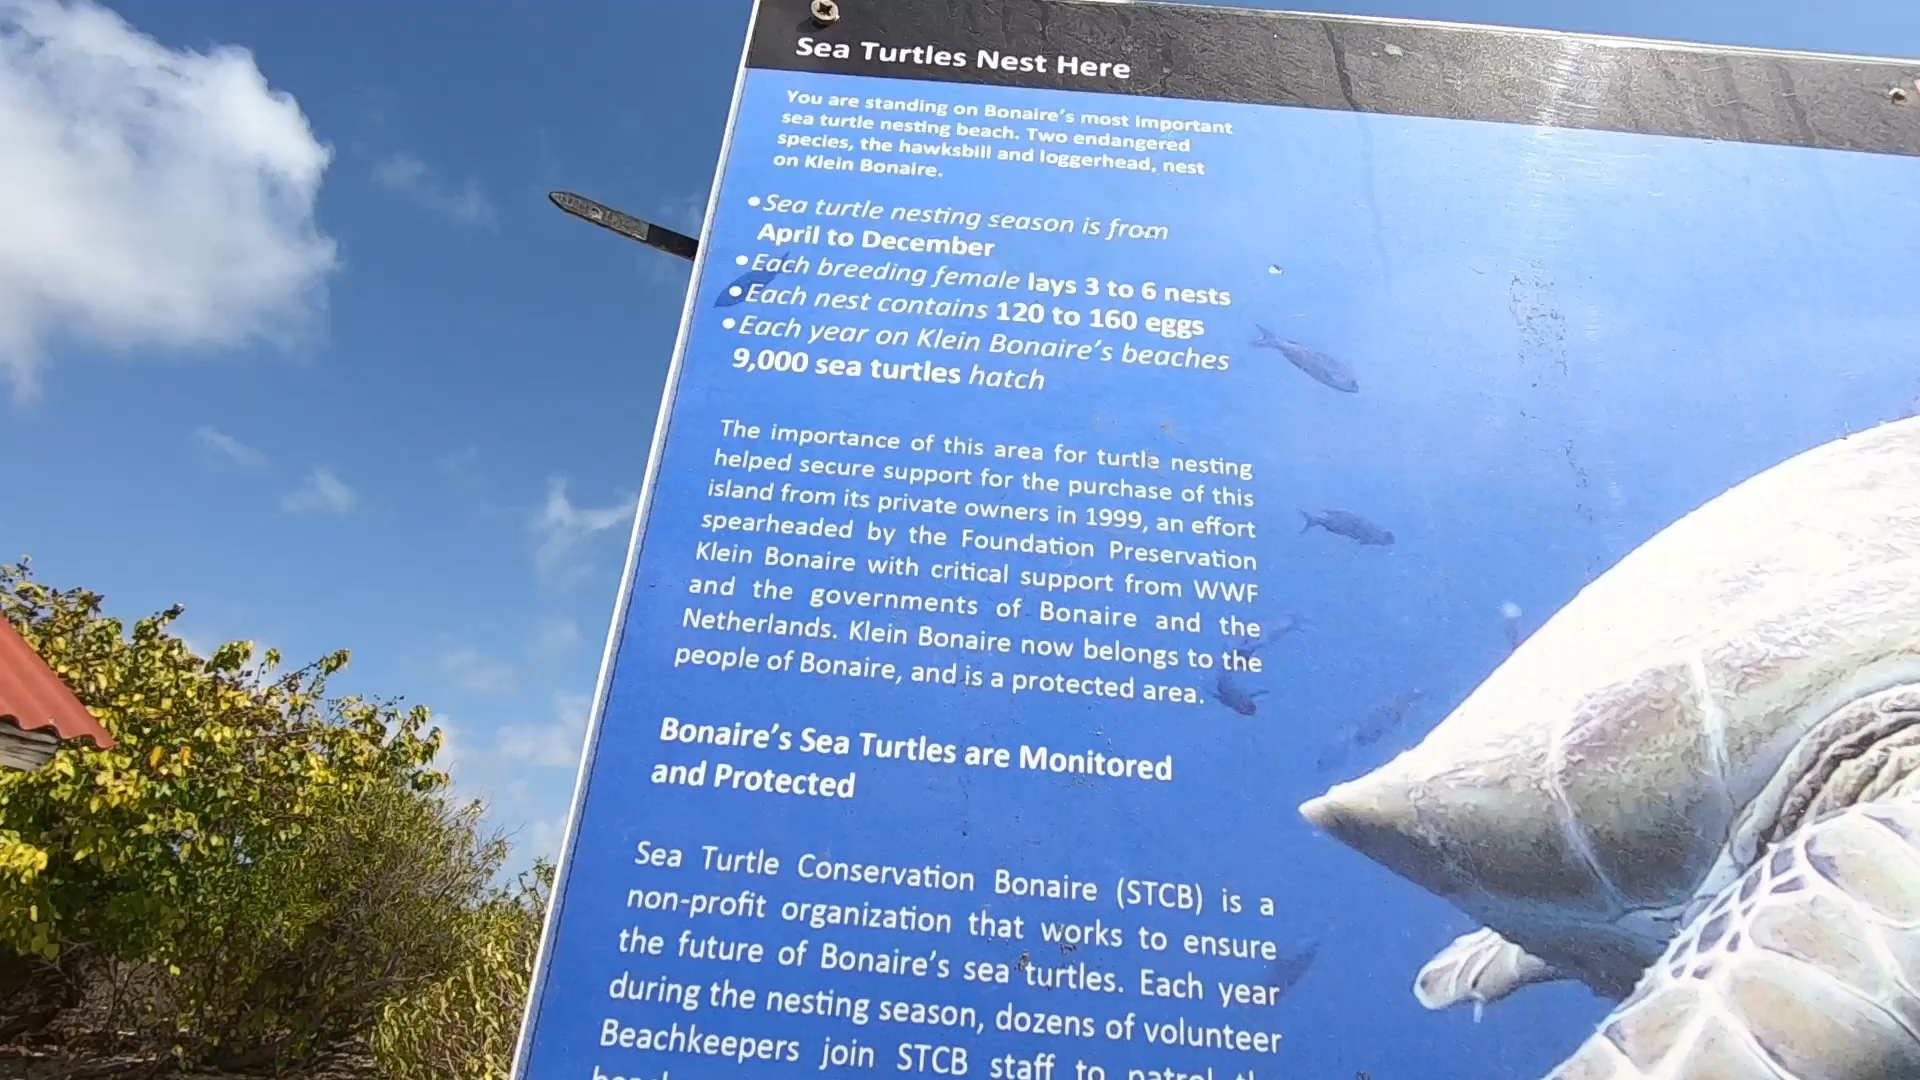 Sea Turtles Nest Here
You are standing on Bonaire's most important
sea turtle nesting beach. Two endangered
species, the hawksbill and loggerhead, nest
on Klein Bonaire.
•Sea turtle nesting season is from
April to December
•Each breeding female lays 3 to 6 nests
•Each nest contains 120 to 160 eggs
•Each year on Klein Bonaire's beaches
9,000 sea turtles hatch
The importance of this area for turtle nesting
helped secure support for the purchase of this
island from its private owners in 1999, an effort
spearheaded by the Foundation Preservation
Klein Bonaire with critical support from WWF
and the governments of Bonaire and the
Netherlands. Klein Bonaire now belongs to the
people of Bonaire, and is a protected area.
Bonaire's Sea Turtles are Monitored
and Protected
Sea Turtle Conservation Bonaire (STCB) is a
non-profit organization that works to ensure
the future of Bonaire's sea turtles. Each year
during the nesting season, dozens of volunteer
Beachkeepers join STCB staff to patrol